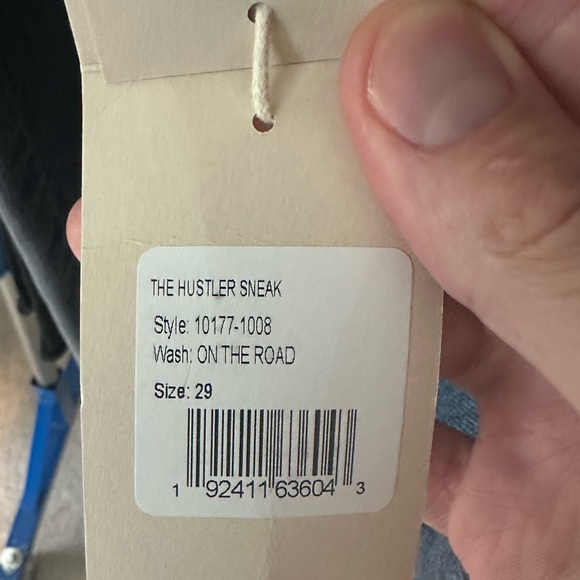 THE HUSTLER SNEAK
Style: 10177-1008
Wash: ON THE ROAD
Size: 29
1 92411 63604 3